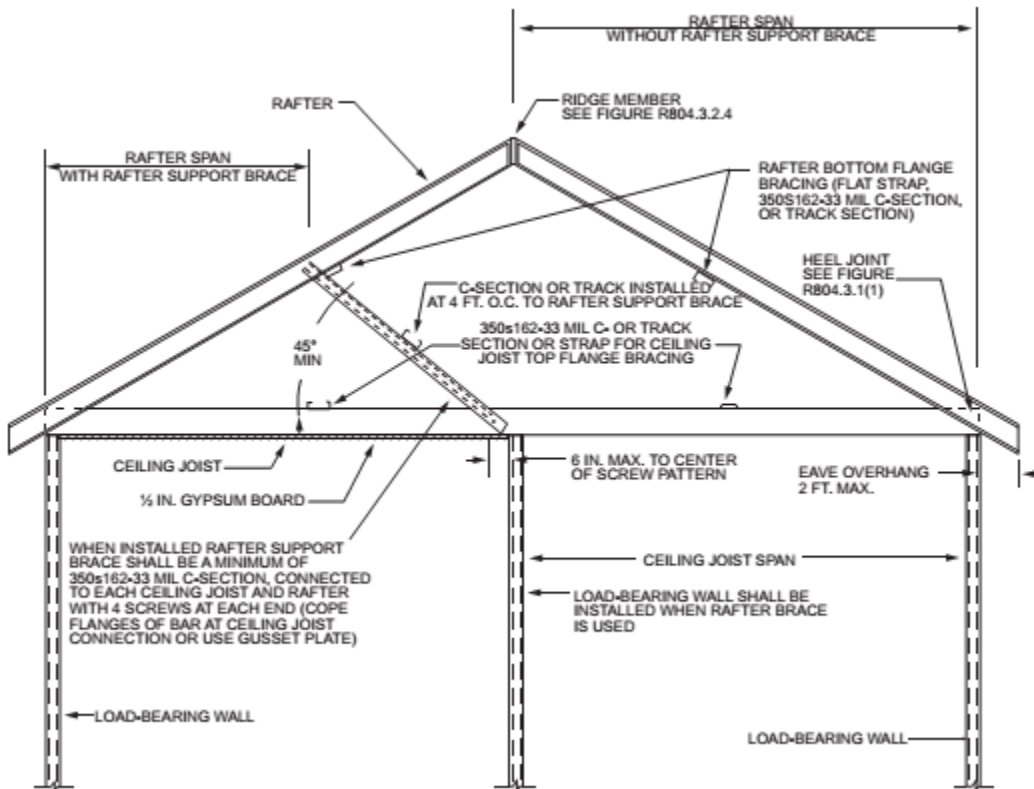 RAFTER SPAN
WITHOUT RAFTER SUPPORT BRACE
RAFTER
RIDGE MEMBER
SEE FIGURE R804.3.2.4
RAFTER SPAN
WITH RAFTER SUPPORT BRACE
RAFTER BOTTOM FLANGE
BRACING (FLAT STRAP,
350S162-33 MIL C-SECTION,
OR TRACK SECTION)
HEEL JOINT
SEE FIGURE
R804.3.1(1)
C-SECTION OR TRACK INSTALLED
AT 4 FT. O.C. TO RAFTER SUPPORT BRACE
45°
MIN
350s162-33 MIL C- OR TRACK
SECTION OR STRAP FOR CEILING
JOIST TOP FLANGE BRACING
CEILING JOIST
½ IN. GYPSUM BOARD
6 IN. MAX. TO CENTER
OF SCREW PATTERN
EAVE OVERHANG
2 FT. MAX.
WHEN INSTALLED RAFTER SUPPORT
BRACE SHALL BE A MINIMUM OF
350s162-33 MIL C-SECTION, CONNECTED
TO EACH CEILING JOIST AND RAFTER
WITH 4 SCREWS AT EACH END (COPE
FLANGES OF BAR AT CEILING JOIST
CONNECTION OR USE GUSSET PLATE)
CEILING JOIST SPAN
LOAD-BEARING WALL SHALL BE
INSTALLED WHEN RAFTER BRACE
IS USED
LOAD-BEARING WALL
LOAD-BEARING WALL